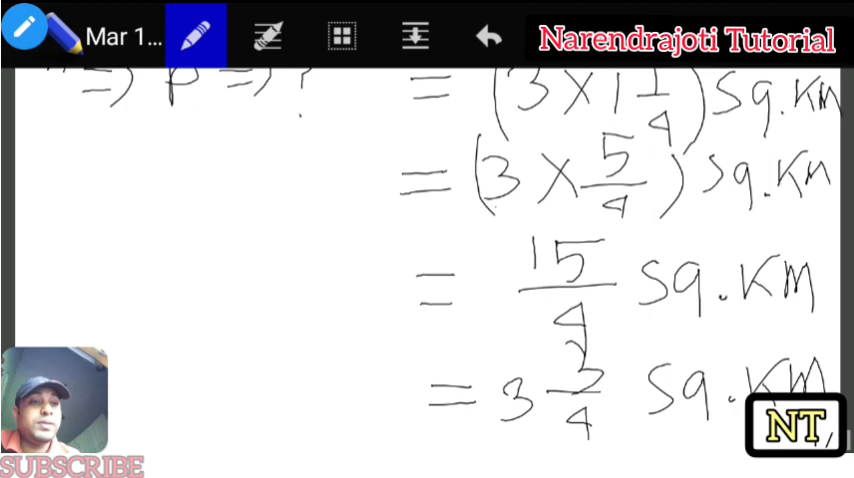 Mar 1...
Narendrajoti Tutorial
=> p => ? = (3 × 1 1/4) sq. KM
= (3 × 5/4) sq. KM
= 15/4 sq. KM
= 3 3/4 sq. KM
NT
SUBSCRIBE